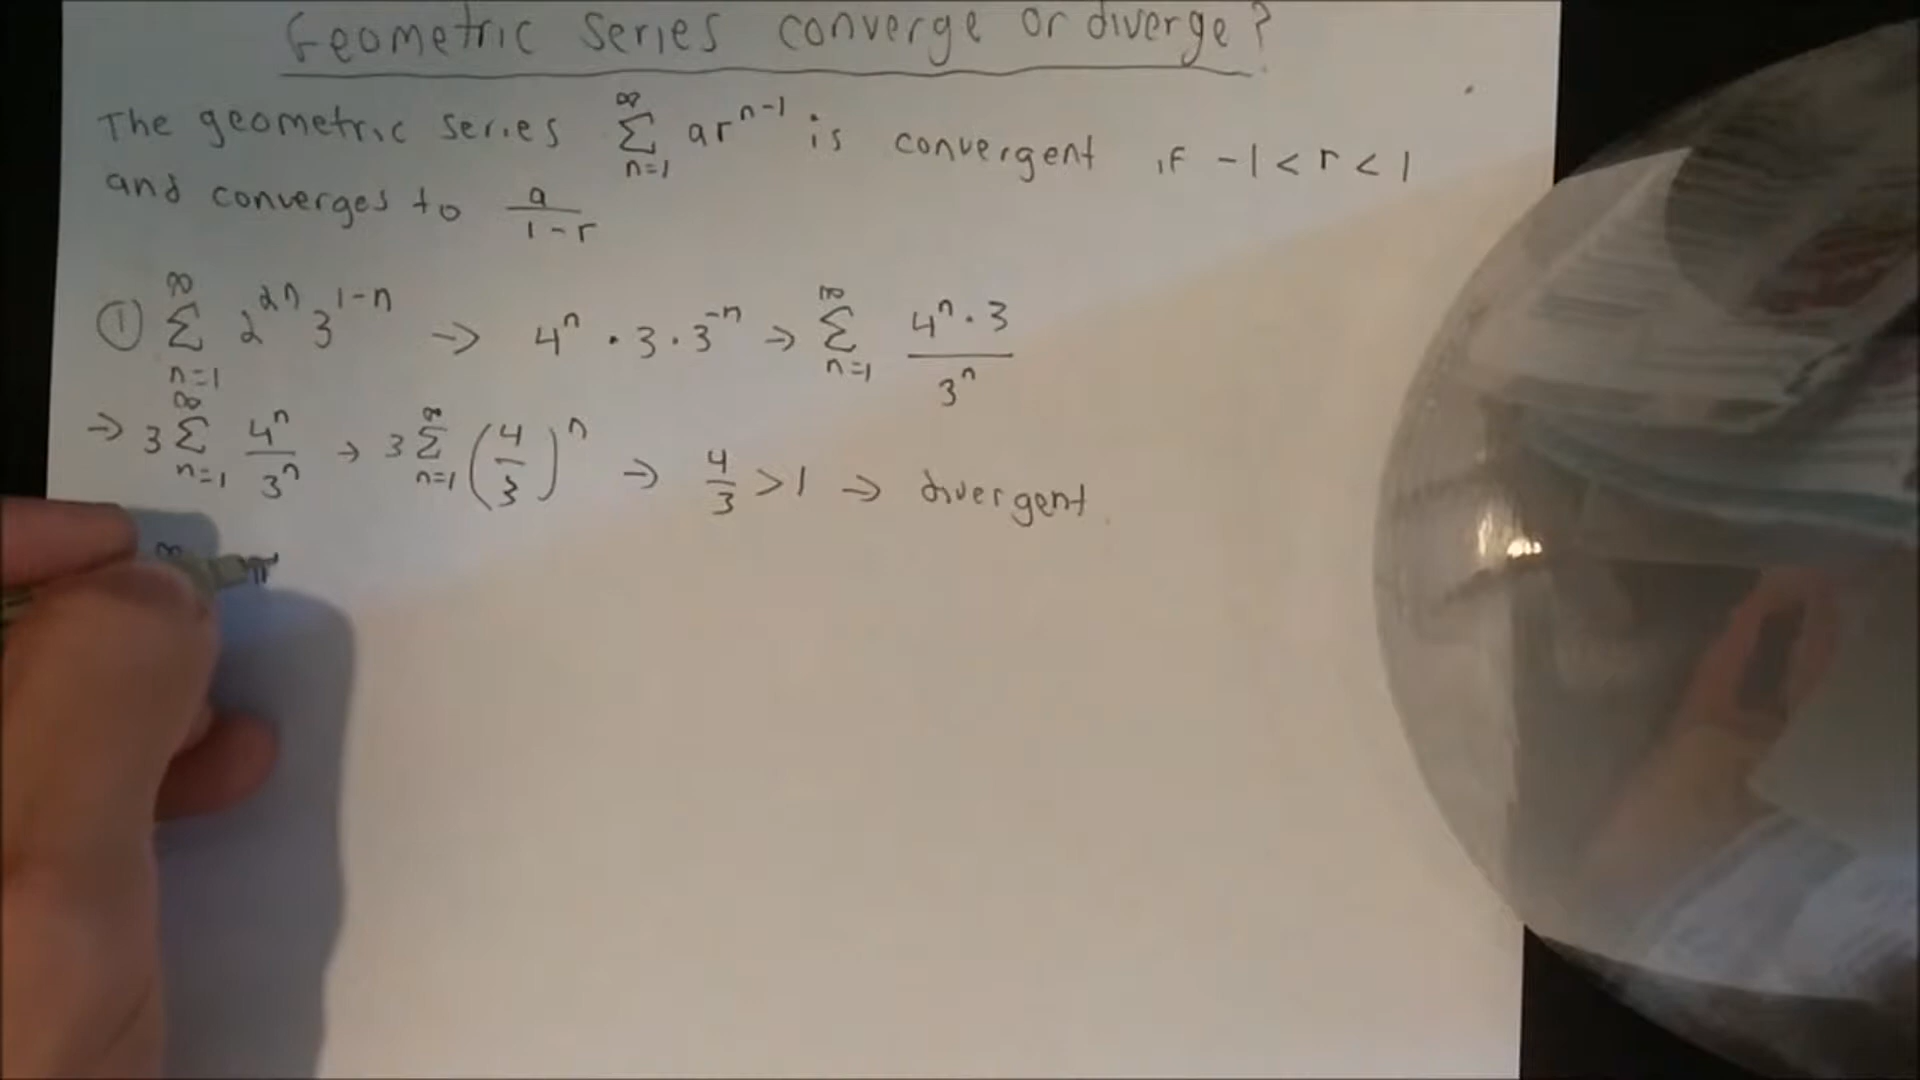 Geometric series converge or diverge?
The geometric series ∞ Σ n=1 ar^(n-1) is convergent if -1 < r < 1
and converges to a/(1-r)
① ∞ Σ n=1 2^(2n) 3^(1-n) → 4^n · 3 · 3^(-n) → ∞ Σ n=1 (4^n · 3)/3^n
→ 3 ∞ Σ n=1 4^n/3^n → 3 ∞ Σ n=1 (4/3)^n → 4/3 > 1 → divergent
∞ π